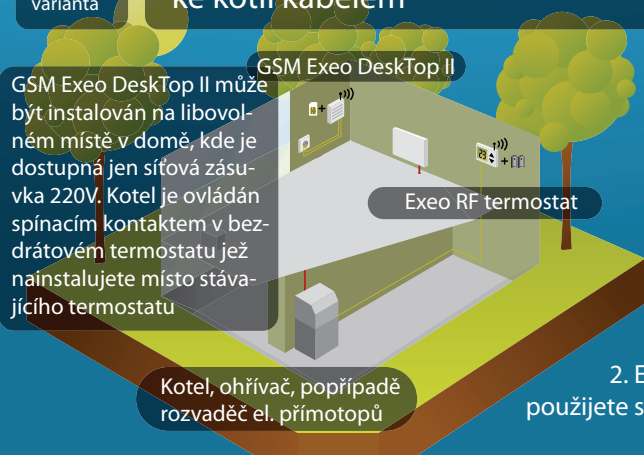 varianta
ke kotli kabelem
GSM Exeo DeskTop II
GSM Exeo DeskTop II může
být instalován na libovol-
ném místě v domě, kde je
dostupná jen síťová zásu-
vka 220V. Kotel je ovládán
spínacím kontaktem v bez-
drátovém termostatu jež
nainstalujete místo stáva-
jícího termostatu
Exeo RF termostat
Kotel, ohřívač, popřípadě
rozvaděč el. přímotopů
2. E
použijete s